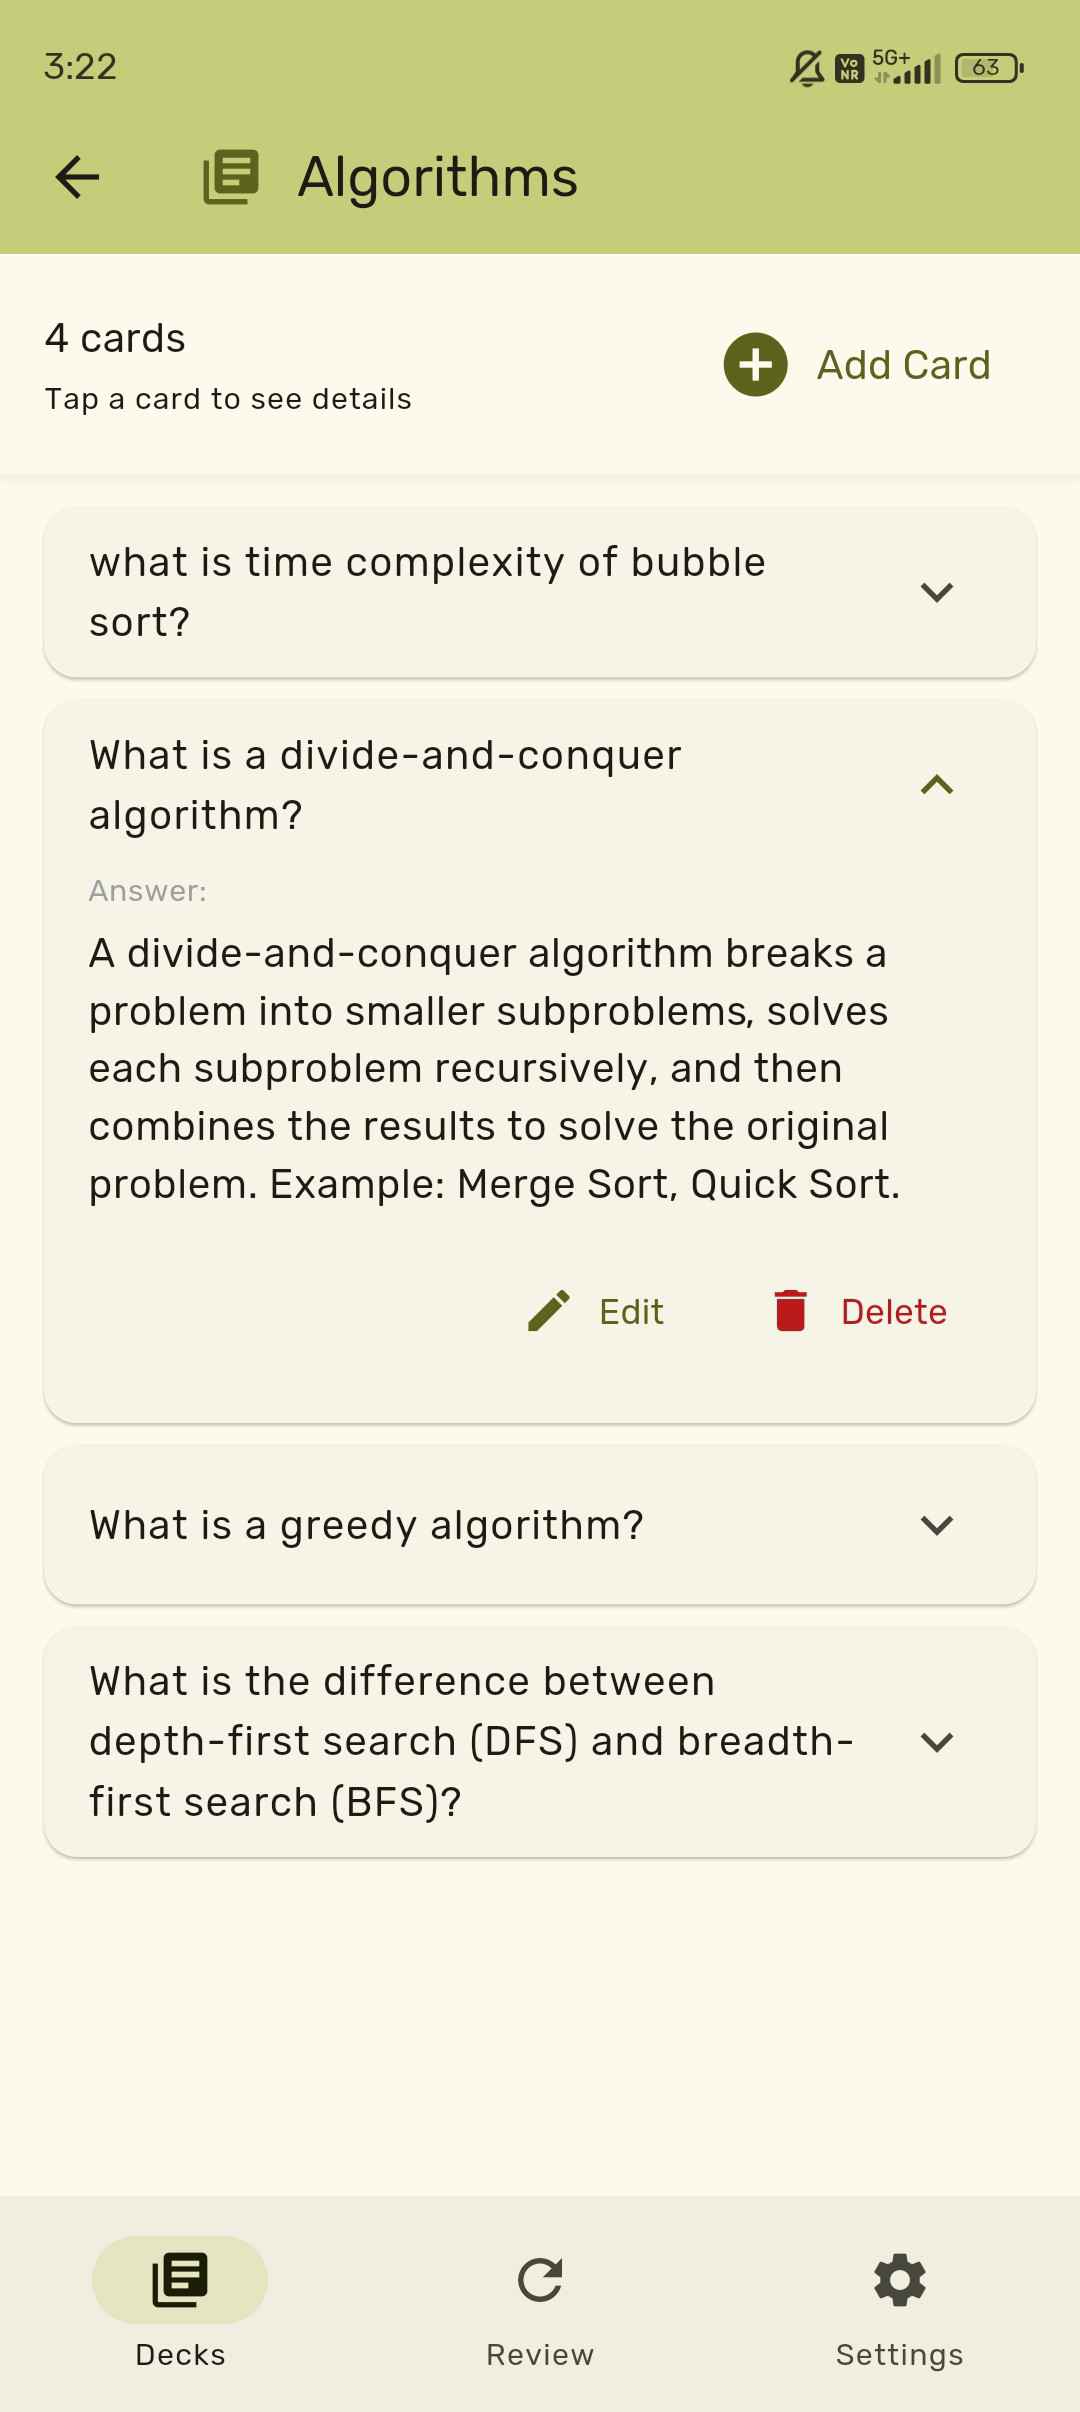 3:22
Vo
NR
5G+
63
Algorithms
4 cards
Tap a card to see details
Add Card
what is time complexity of bubble
sort?
What is a divide-and-conquer
algorithm?
Answer:
A divide-and-conquer algorithm breaks a
problem into smaller subproblems, solves
each subproblem recursively, and then
combines the results to solve the original
problem. Example: Merge Sort, Quick Sort.
Edit
Delete
What is a greedy algorithm?
What is the difference between
depth-first search (DFS) and breadth-
first search (BFS)?
Decks
Review
Settings